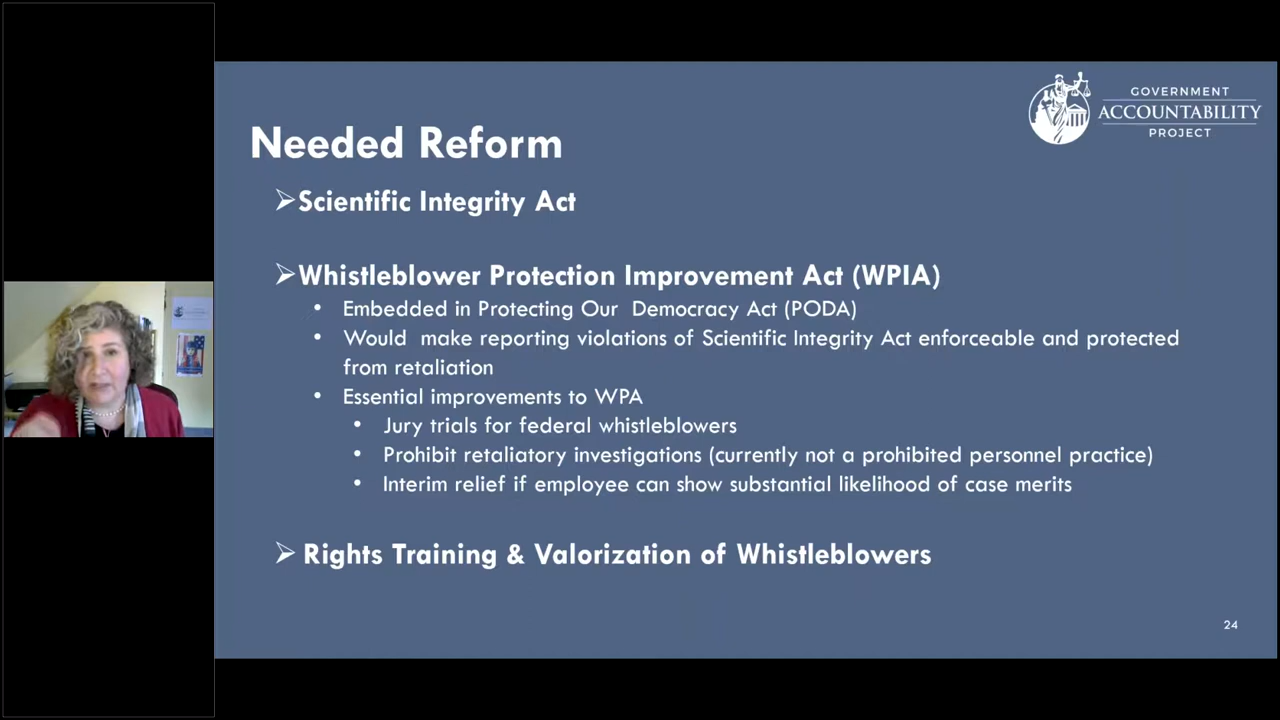 GOVERNMENT
ACCOUNTABILITY
PROJECT
Needed Reform
➢Scientific Integrity Act
➢Whistleblower Protection Improvement Act (WPIA)
• Embedded in Protecting Our  Democracy Act (PODA)
• Would  make reporting violations of Scientific Integrity Act enforceable and protected
from retaliation
• Essential improvements to WPA
• Jury trials for federal whistleblowers
• Prohibit retaliatory investigations (currently not a prohibited personnel practice)
• Interim relief if employee can show substantial likelihood of case merits
➢ Rights Training & Valorization of Whistleblowers
24